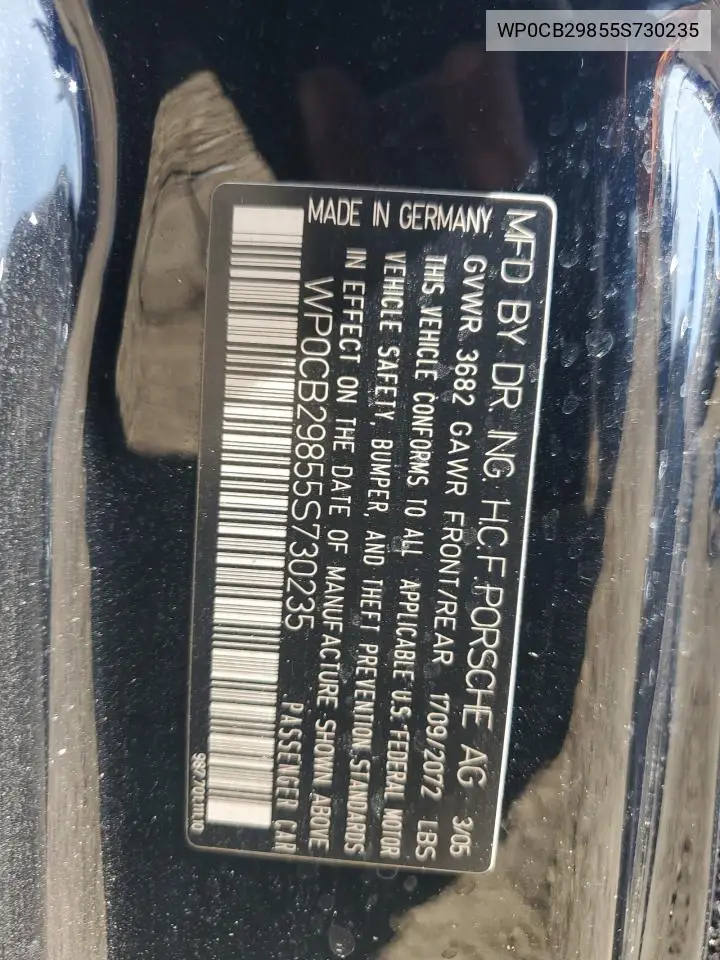 WP0CB29855S730235
MFD BY DR. ING. H.C.F. PORSCHE AG 3/05
GVWR 3682 GAWR FRONT/REAR 1709/2072 LBS
THIS VEHICLE CONFORMS TO ALL APPLICABLE U.S. FEDERAL MOTOR
VEHICLE SAFETY, BUMPER, AND THEFT PREVENTION STANDARDS
IN EFFECT ON THE DATE OF MANUFACTURE SHOWN ABOVE
WP0CB29855S730235 PASSENGER CAR
MADE IN GERMANY